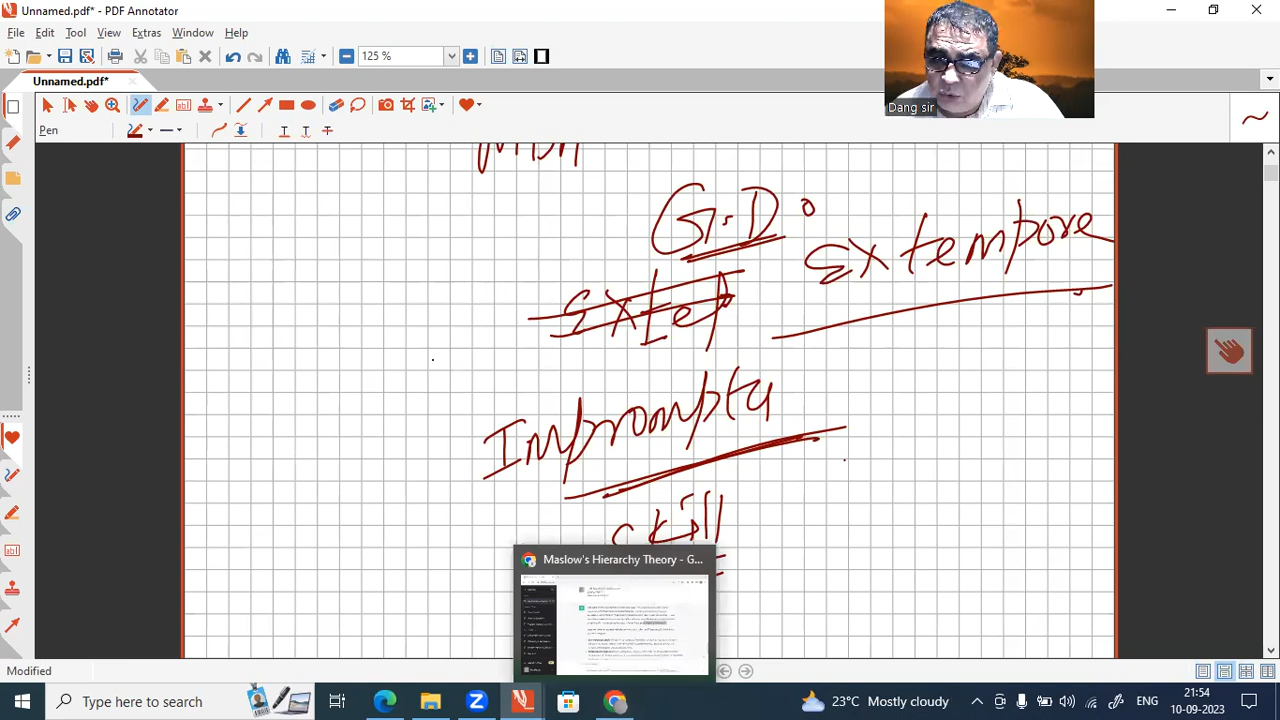 Unnamed.pdf* - PDF Annotator
File Edit Tool View Extras Window Help
125 %
Unnamed.pdf*
Pen
Dang sir
G.D
Extempore
Extep
Impromptu
Skill
Maslow's Hierarchy Theory - G...
Modified
Type here to search
23°C Mostly cloudy
ENG
21:54
10-09-2023